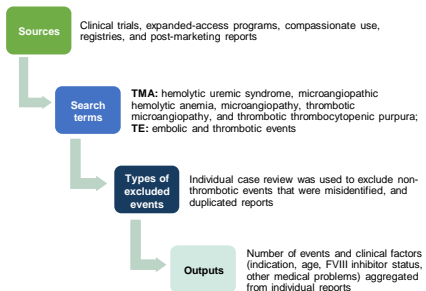 Sources
Clinical trials, expanded-access programs, compassionate use,
registries, and post-marketing reports
Search
terms
TMA: hemolytic uremic syndrome, microangiopathic
hemolytic anemia, microangiopathy, thrombotic
microangiopathy, and thrombotic thrombocytopenic purpura;
TE: embolic and thrombotic events
Types of
excluded
events
Individual case review was used to exclude non-
thrombotic events that were misidentified, and
duplicated reports
Outputs
Number of events and clinical factors
(indication, age, FVIII inhibitor status,
other medical problems) aggregated
from individual reports